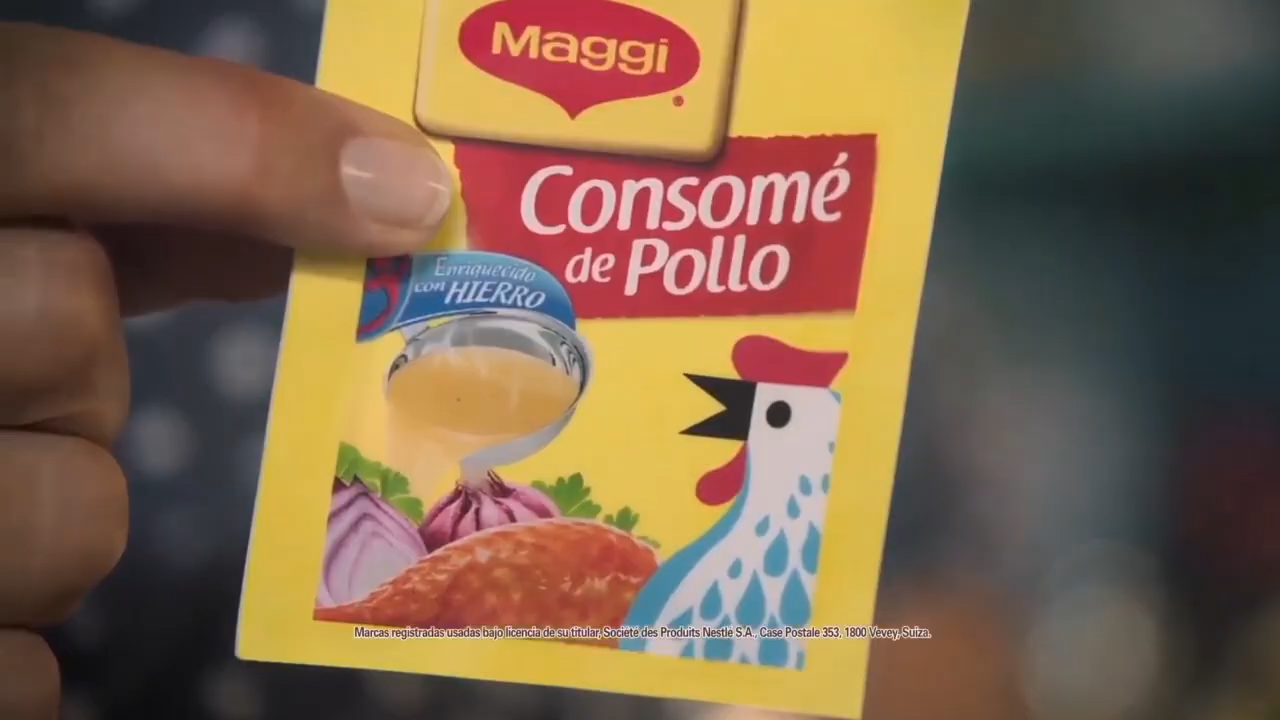 Maggi
®
Consomé
de Pollo
Enriquecido
con HIERRO
Marcas registradas usadas bajo licencia de su titular, Societé des Produits Nestlé S.A., Case Postale 353, 1800 Vevey, Suiza.